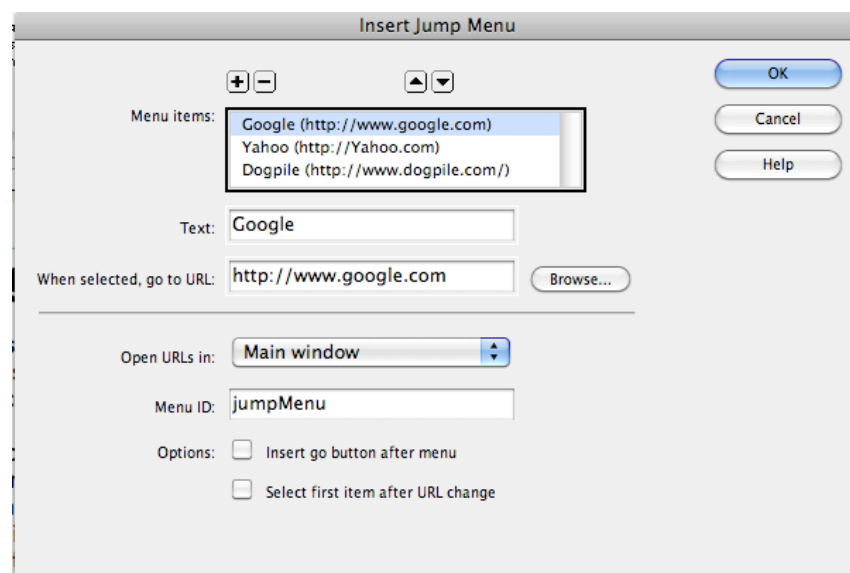 Insert Jump Menu
OK
Menu items:
Google (http://www.google.com)
Cancel
Yahoo (http://Yahoo.com)
Dogpile (http://www.dogpile.com/)
Help
Text:
Google
When selected, go to URL:
http://www.google.com
Browse...
Open URLs in:
Main window
Menu ID:
jumpMenu
Options:
Insert go button after menu
Select first item after URL change